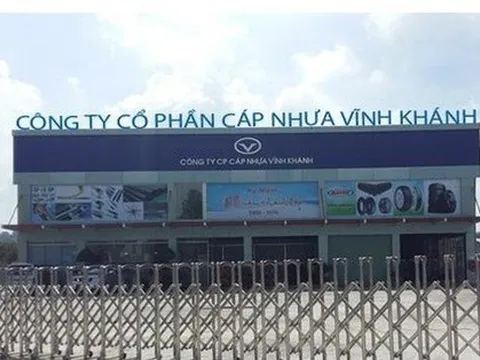 CÔNG TY CỔ PHẦN CÁP NHỰA VĨNH KHÁNH
CÔNG TY CP CÁP NHỰA VĨNH KHÁNH